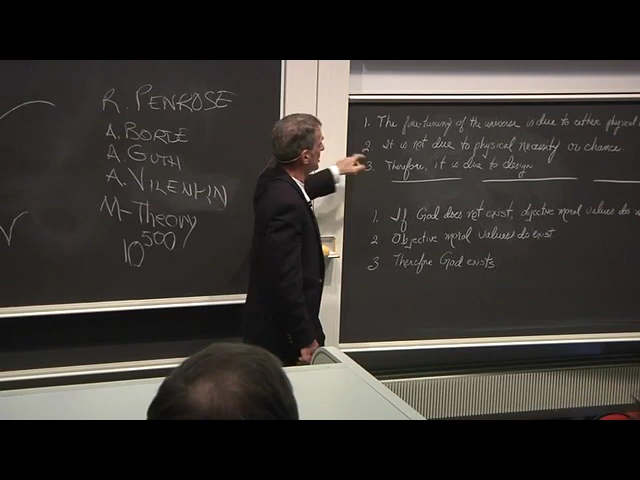 R. PENROSE
A. BORDE
A. GUTH
A. VILENKIN
M-THEORY
10^500
1. The fine-tuning of the universe is due to either physical
2 It is not due to physical necessity or chance.
3. Therefore, it is due to design
1. If God does not exist, objective moral values do
2 Objective moral values do exist.
3 Therefore God exists.